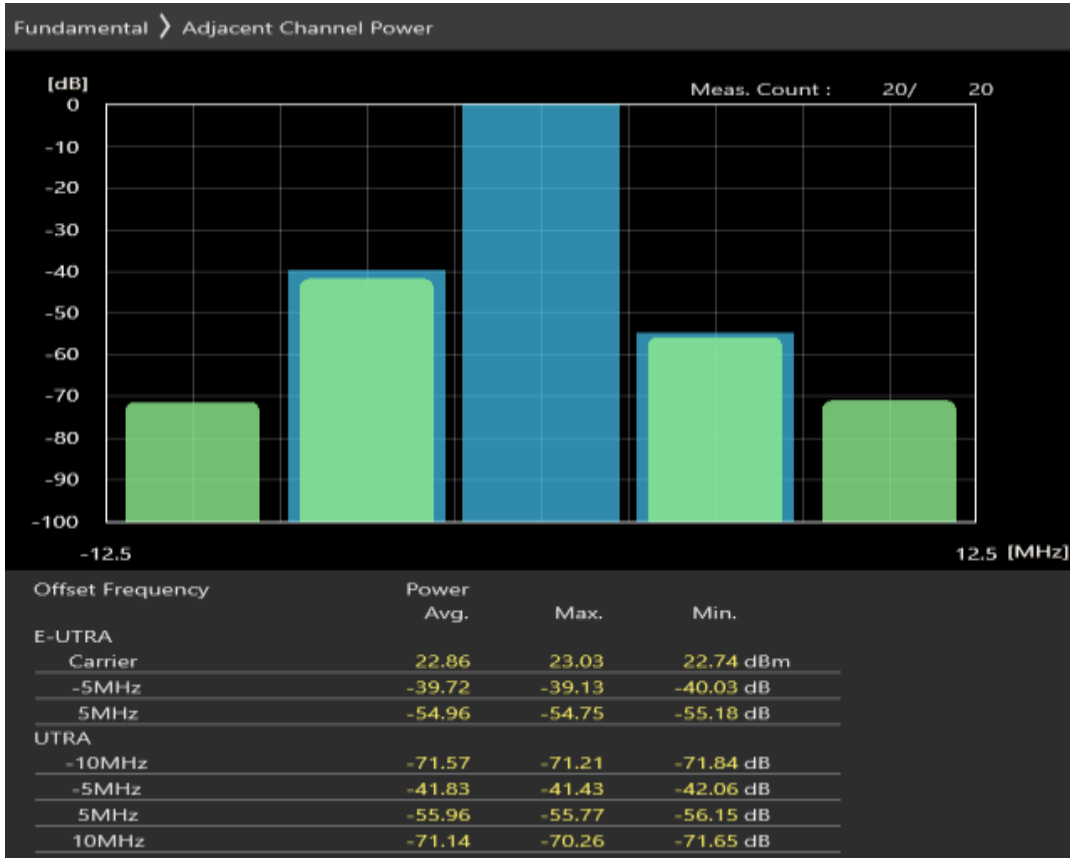 Fundamental 〉 Adjacent Channel Power
[dB]
Meas. Count : 20/ 20
0
-10
-20
-30
-40
-50
-60
-70
-80
-90
-100
-12.5 12.5 [MHz]
Offset Frequency Power
Avg. Max. Min.
E-UTRA
Carrier 22.86 23.03 22.74 dBm
-5MHz -39.72 -39.13 -40.03 dB
5MHz -54.96 -54.75 -55.18 dB
UTRA
-10MHz -71.57 -71.21 -71.84 dB
-5MHz -41.83 -41.43 -42.06 dB
5MHz -55.96 -55.77 -56.15 dB
10MHz -71.14 -70.26 -71.65 dB